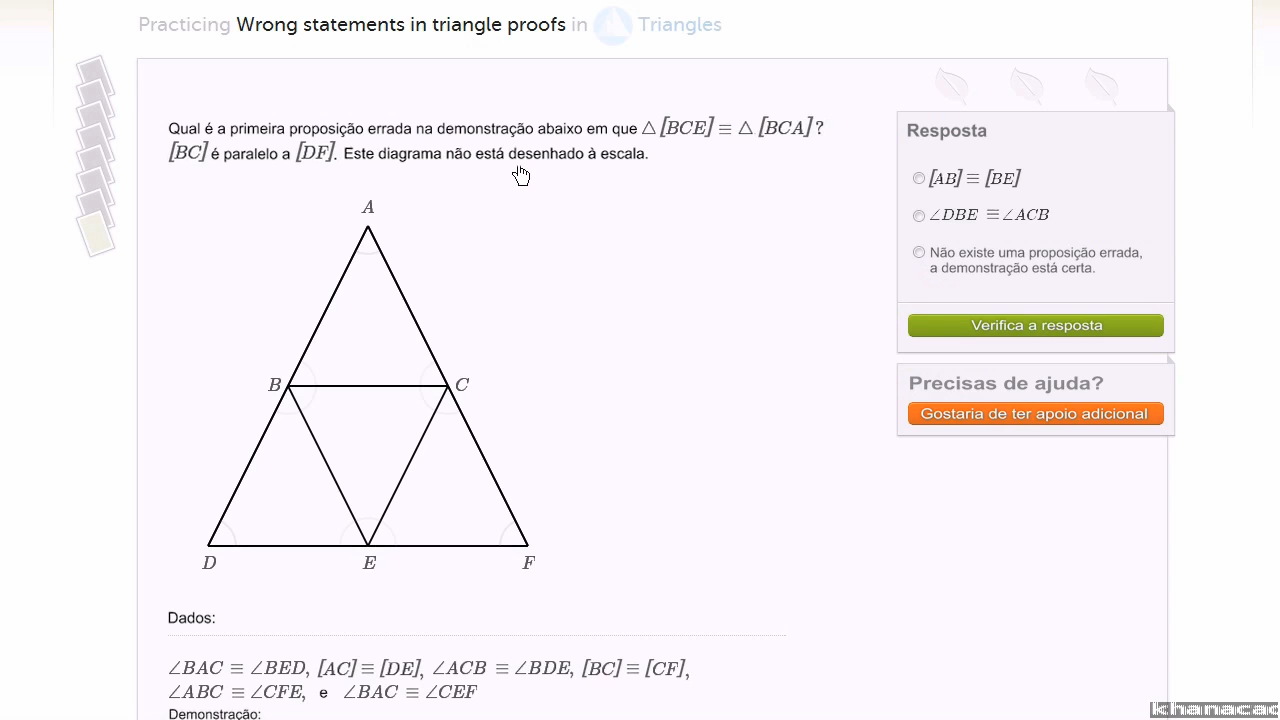 Practicing Wrong statements in triangle proofs in Triangles
Qual é a primeira proposição errada na demonstração abaixo em que △[BCE] ≡ △[BCA]?
[BC] é paralelo a [DF]. Este diagrama não está desenhado à escala.
A
B
C
D
E
F
Dados:
∠BAC ≡ ∠BED, [AC] ≡ [DE], ∠ACB ≡ ∠BDE, [BC] ≡ [CF],
∠ABC ≡ ∠CFE, e ∠BAC ≡ ∠CEF
Demonstração:
Resposta
[AB] ≡ [BE]
∠DBE ≡ ∠ACB
Não existe uma proposição errada,
a demonstração está certa.
Verifica a resposta
Precisas de ajuda?
Gostaria de ter apoio adicional
khanacad